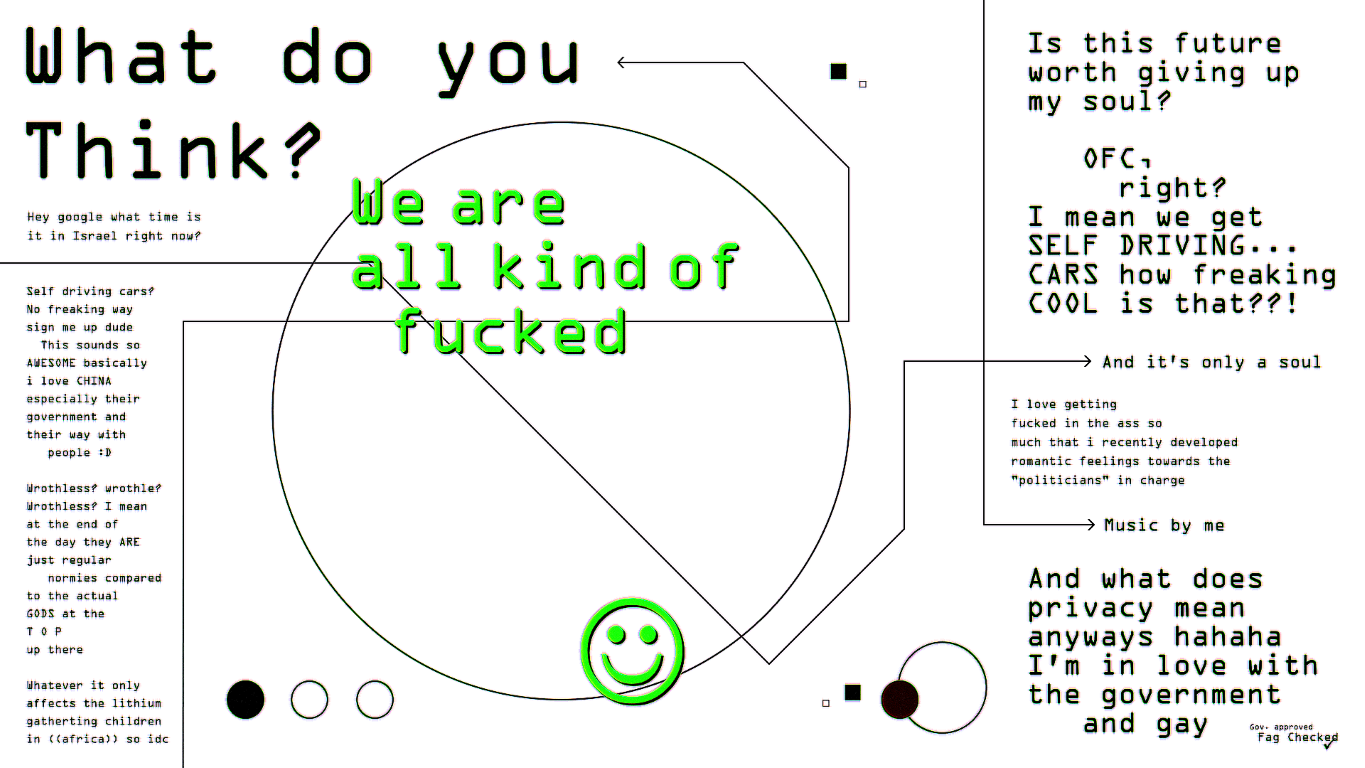 What do you
Think?
Hey google what time is
it in Israel right now?
We are
all kind of
fucked
Self driving cars?
No freaking way
sign me up dude
This sounds so
AWESOME basically
i love CHINA
especially their
government and
their way with
people :D
Wrothless? wrothle?
Wrothless? I mean
at the end of
the day they ARE
just regular
normies compared
to the actual
GODS at the
T O P
up there
Whatever it only
affects the lithium
gatherting children
in ((africa)) so idc
Is this future
worth giving up
my soul?
OFC,
right?
I mean we get
SELF DRIVING...
CARS how freaking
COOL is that??!
And it's only a soul
I love getting
fucked in the ass so
much that i recently developed
romantic feelings towards the
"politicians" in charge
Music by me
And what does
privacy mean
anyways hahaha
I'm in love with
the government
and gay
Gov. approved
Fag Checked